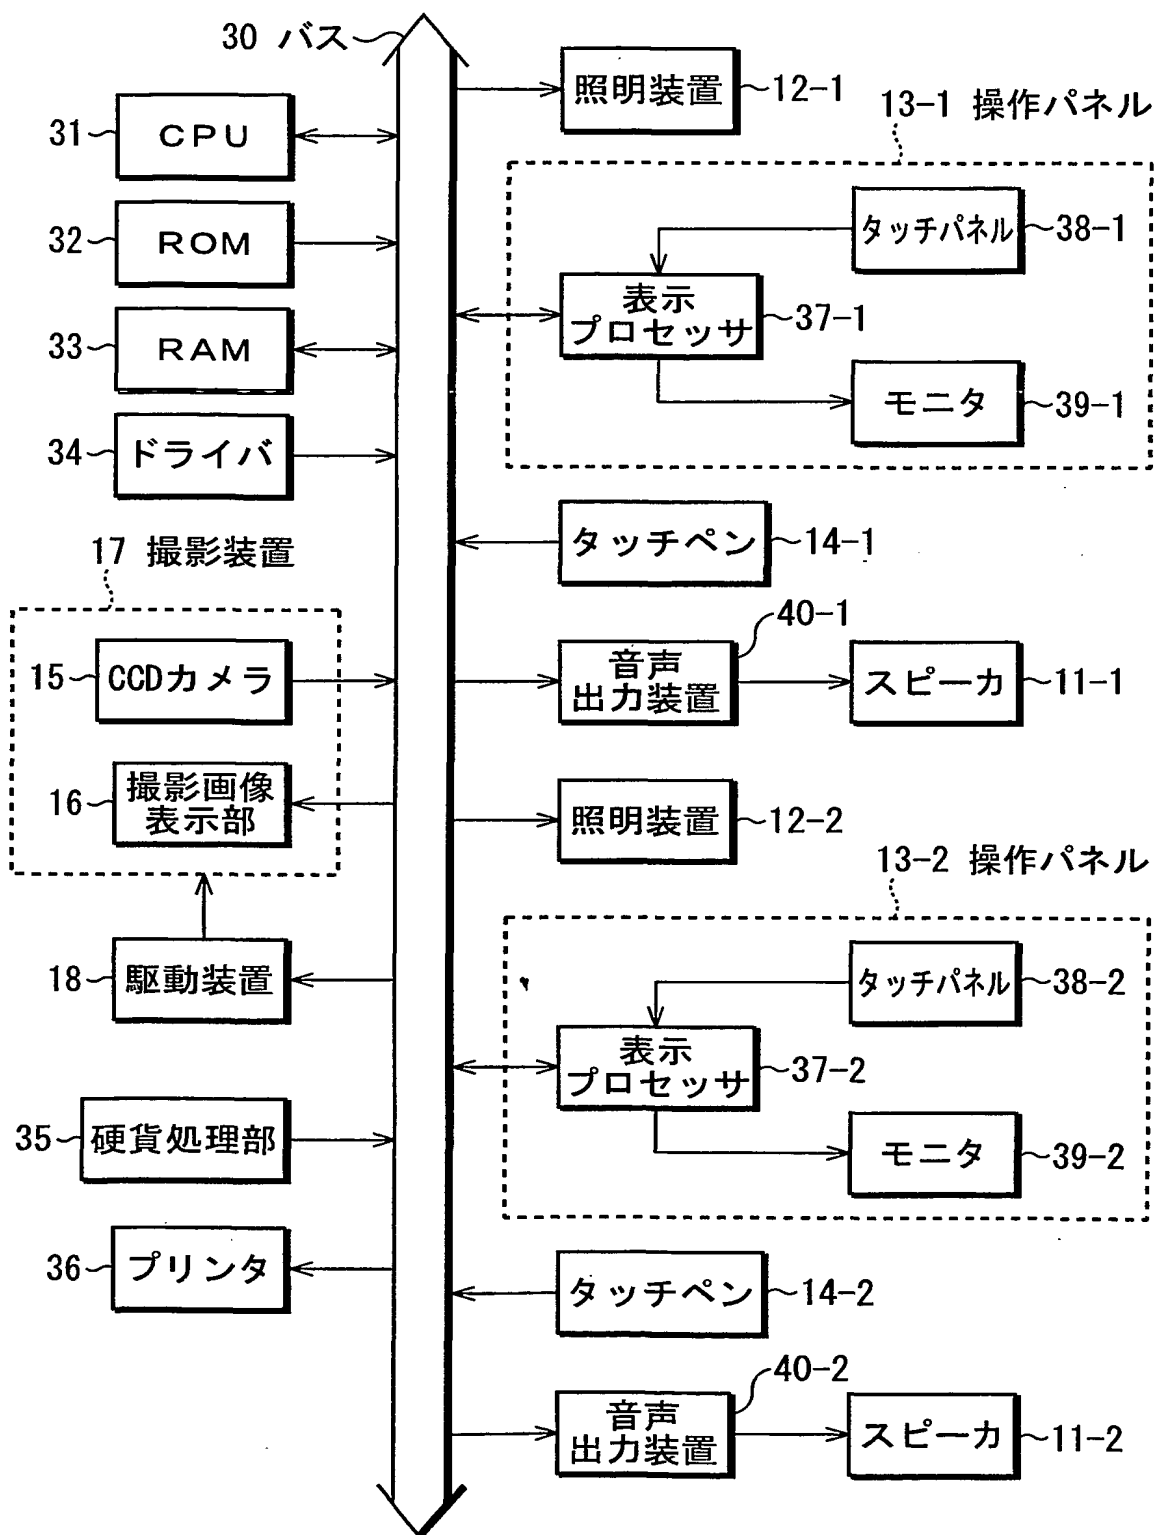 30 バス
31 CPU
32 ROM
33 RAM
34 ドライバ
17 撮影装置
15 CCDカメラ
16 撮影画像
表示部
18 駆動装置
35 硬貨処理部
36 プリンタ
照明装置 12-1
13-1 操作パネル
タッチパネル 38-1
表示
プロセッサ 37-1
モニタ 39-1
タッチペン 14-1
40-1
音声
出力装置
スピーカ 11-1
照明装置 12-2
13-2 操作パネル
タッチパネル 38-2
表示
プロセッサ 37-2
モニタ 39-2
タッチペン 14-2
40-2
音声
出力装置
スピーカ 11-2